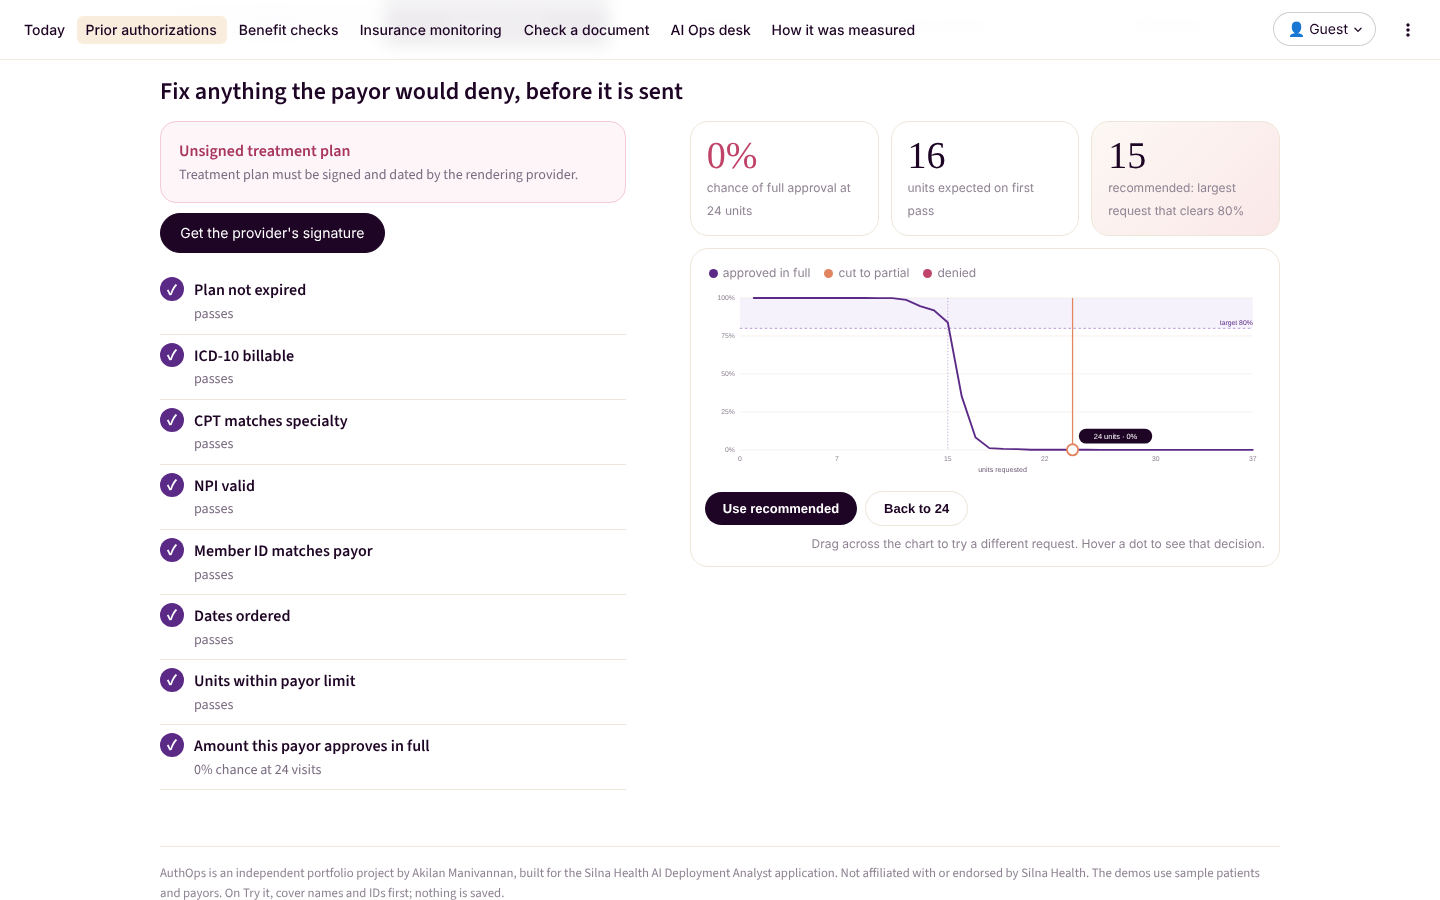 Today
Prior authorizations
Benefit checks
Insurance monitoring
Check a document
AI Ops desk
How it was measured
Guest
Fix anything the payor would deny, before it is sent
Unsigned treatment plan
Treatment plan must be signed and dated by the rendering provider.
Get the provider's signature
Plan not expired
passes
ICD-10 billable
passes
CPT matches specialty
passes
NPI valid
passes
Member ID matches payor
passes
Dates ordered
passes
Units within payor limit
passes
Amount this payor approves in full
0% chance at 24 visits
0%
chance of full approval at
24 units
16
units expected on first
pass
15
recommended: largest
request that clears 80%
approved in full
cut to partial
denied
100%
target 80%
75%
50%
25%
24 units · 0%
0%
0
7
15
22
30
37
units requested
Use recommended
Back to 24
Drag across the chart to try a different request. Hover a dot to see that decision.
AuthOps is an independent portfolio project by Akilan Manivannan, built for the Silna Health AI Deployment Analyst application. Not affiliated with or endorsed by Silna Health. The demos use sample patients
and payors. On Try it, cover names and IDs first; nothing is saved.